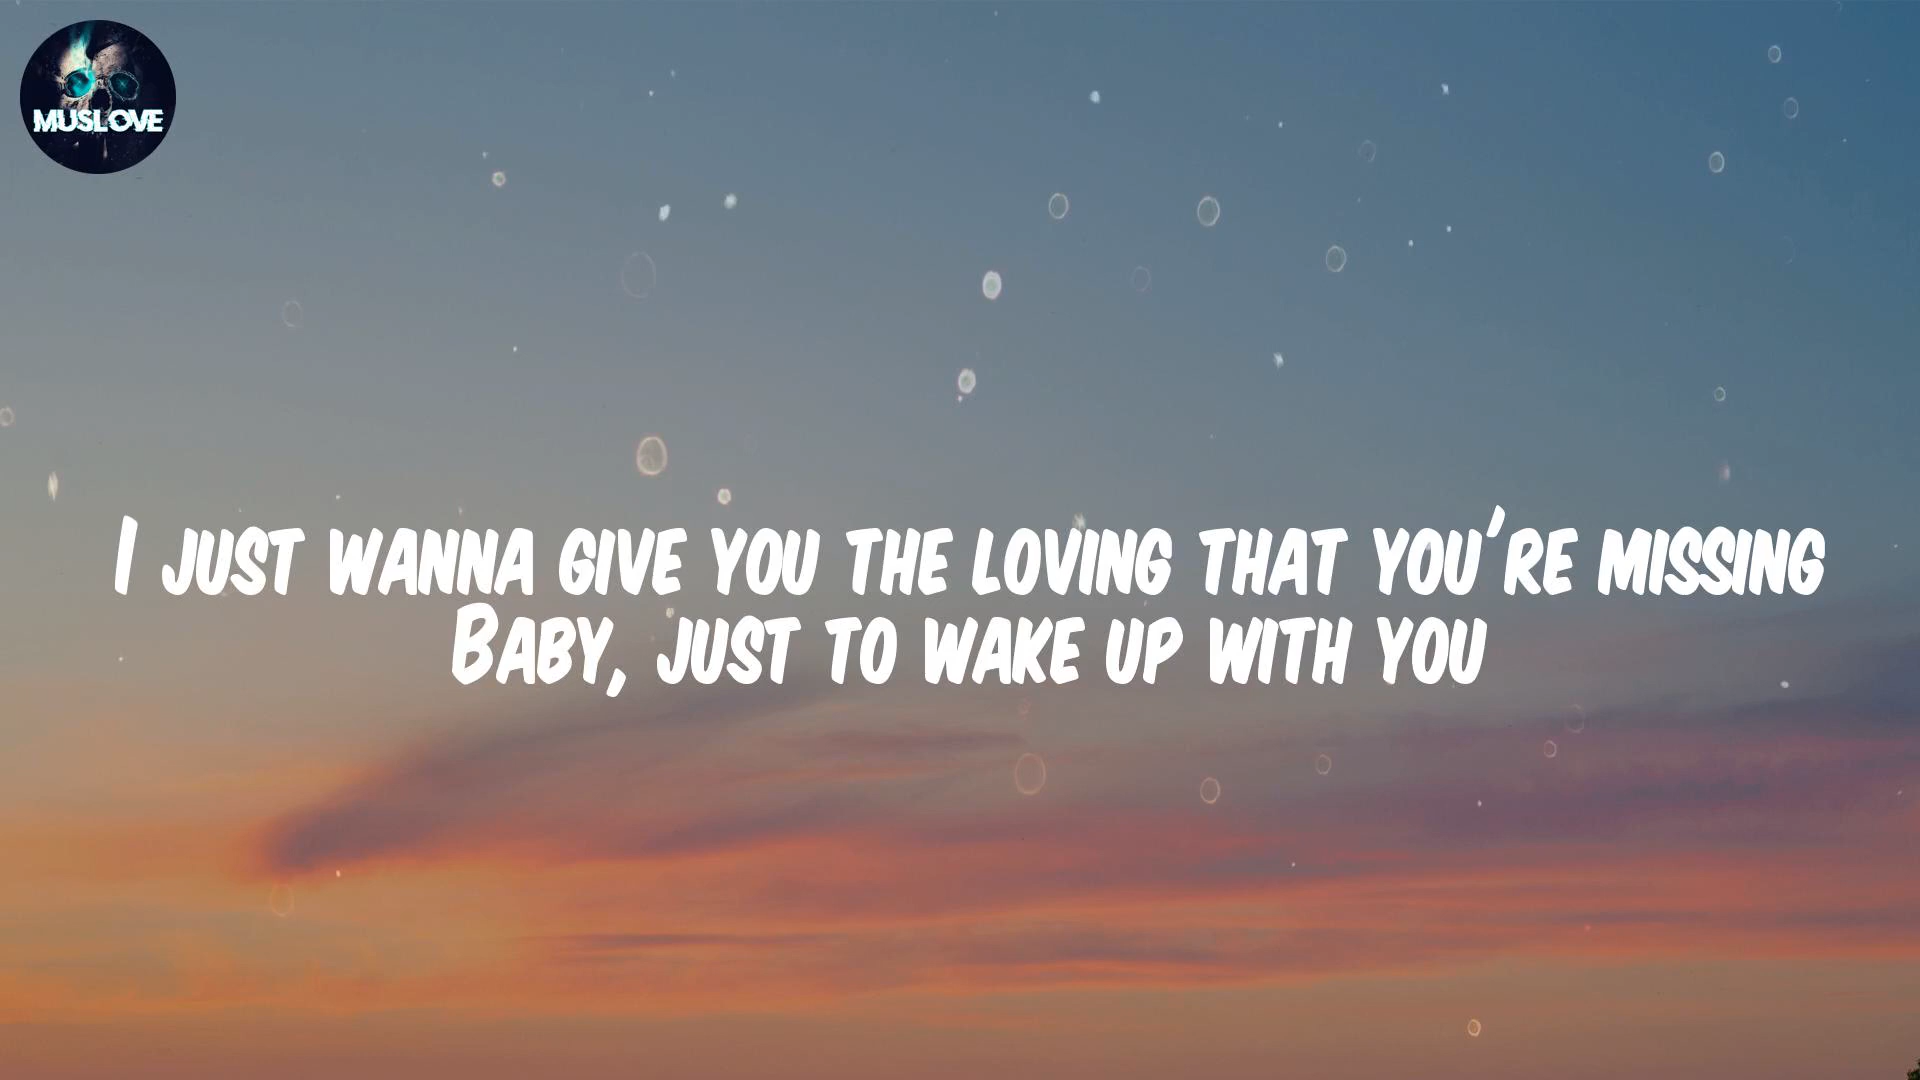 MUSLOVE
I JUST WANNA GIVE YOU THE LOVING THAT YOU'RE MISSING
BABY, JUST TO WAKE UP WITH YOU